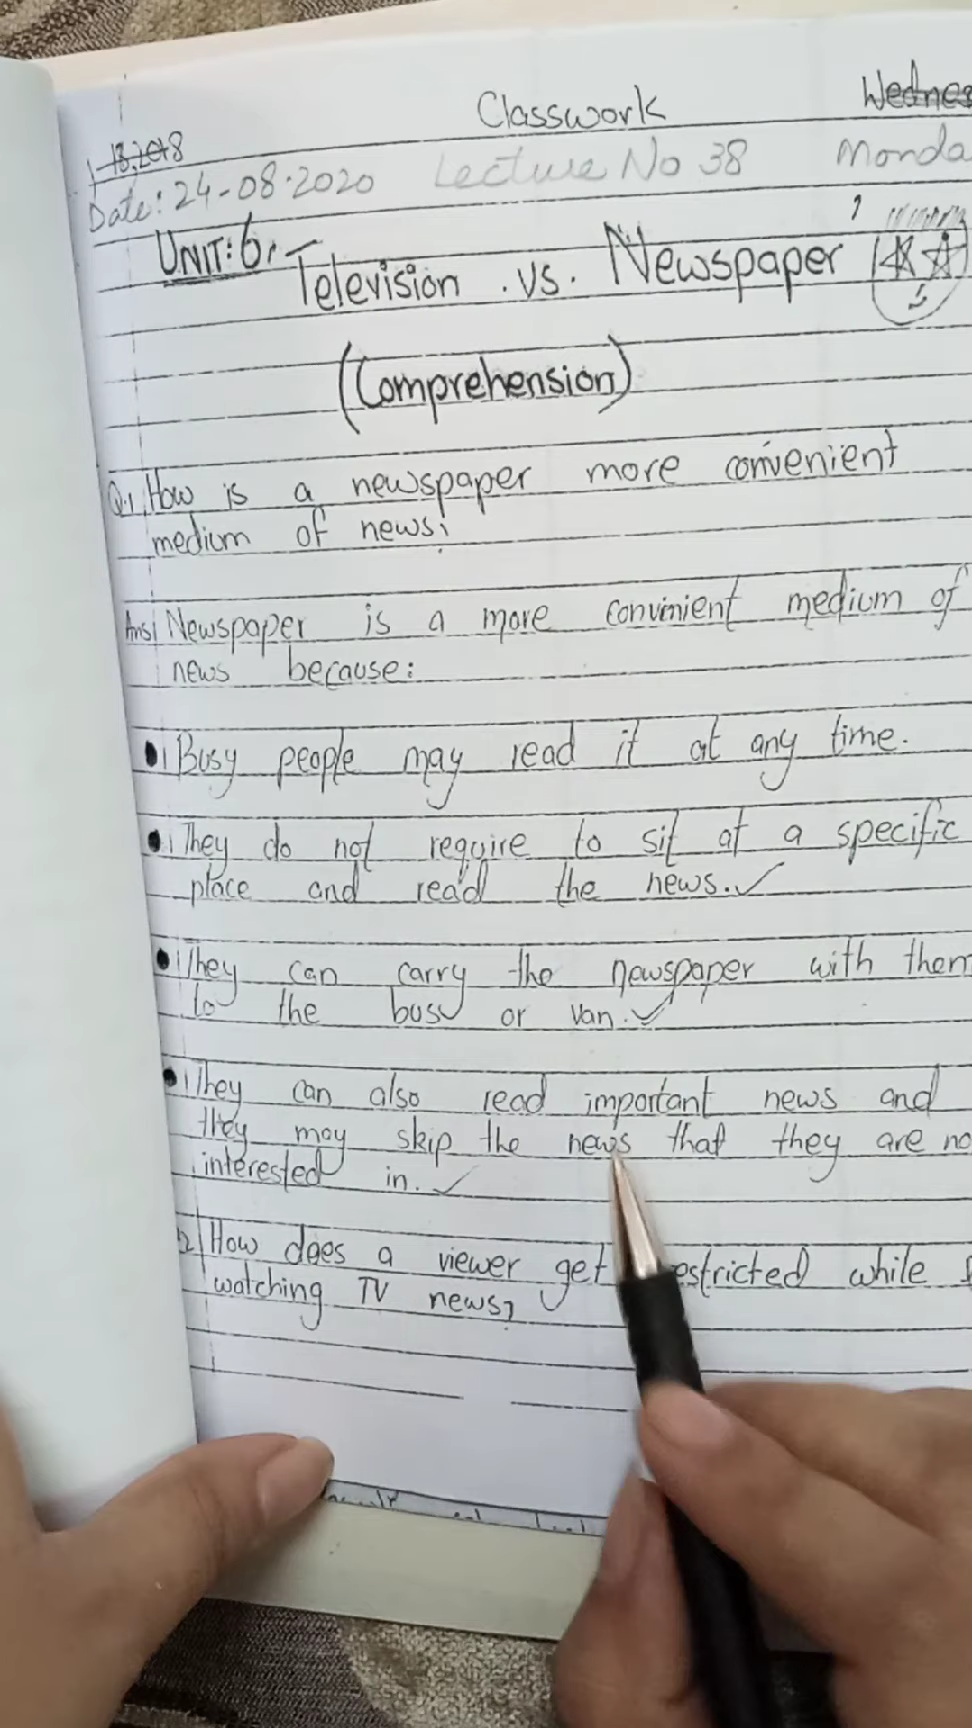 Classwork
Date: 24-08-2020 Lecture No 38 Monda
UNIT: 6:- Television .vs. Newspaper
(Comprehension)
Q.1 How is a newspaper more convenient
medium of news?
Ans| Newspaper is a more convinient medium of
news because:
Busy people may read it at any time.
They do not require to sit at a specific
place and read the news.
They can carry the newspaper with them
to the bus or van.
They can also read important news and
they may skip the news that they are no
interested in.
2. How does a viewer get estricted while
watching TV news?